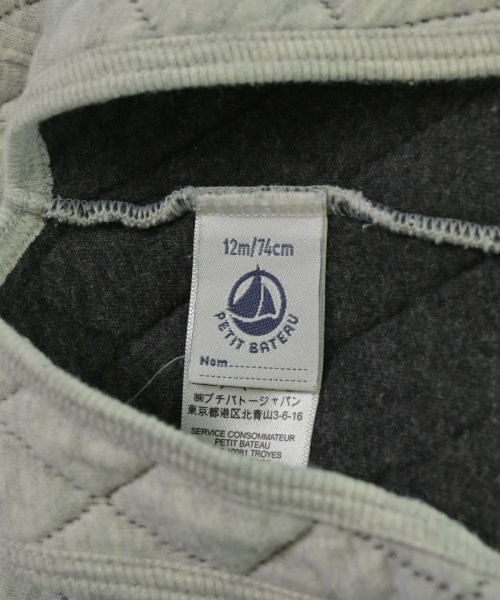 12m/74cm
PETIT BATEAU
Nom
㈱プチバトージャパン
東京都港区北青山3-6-16
SERVICE CONSOMMATEUR
PETIT BATEAU
10081 TROYES